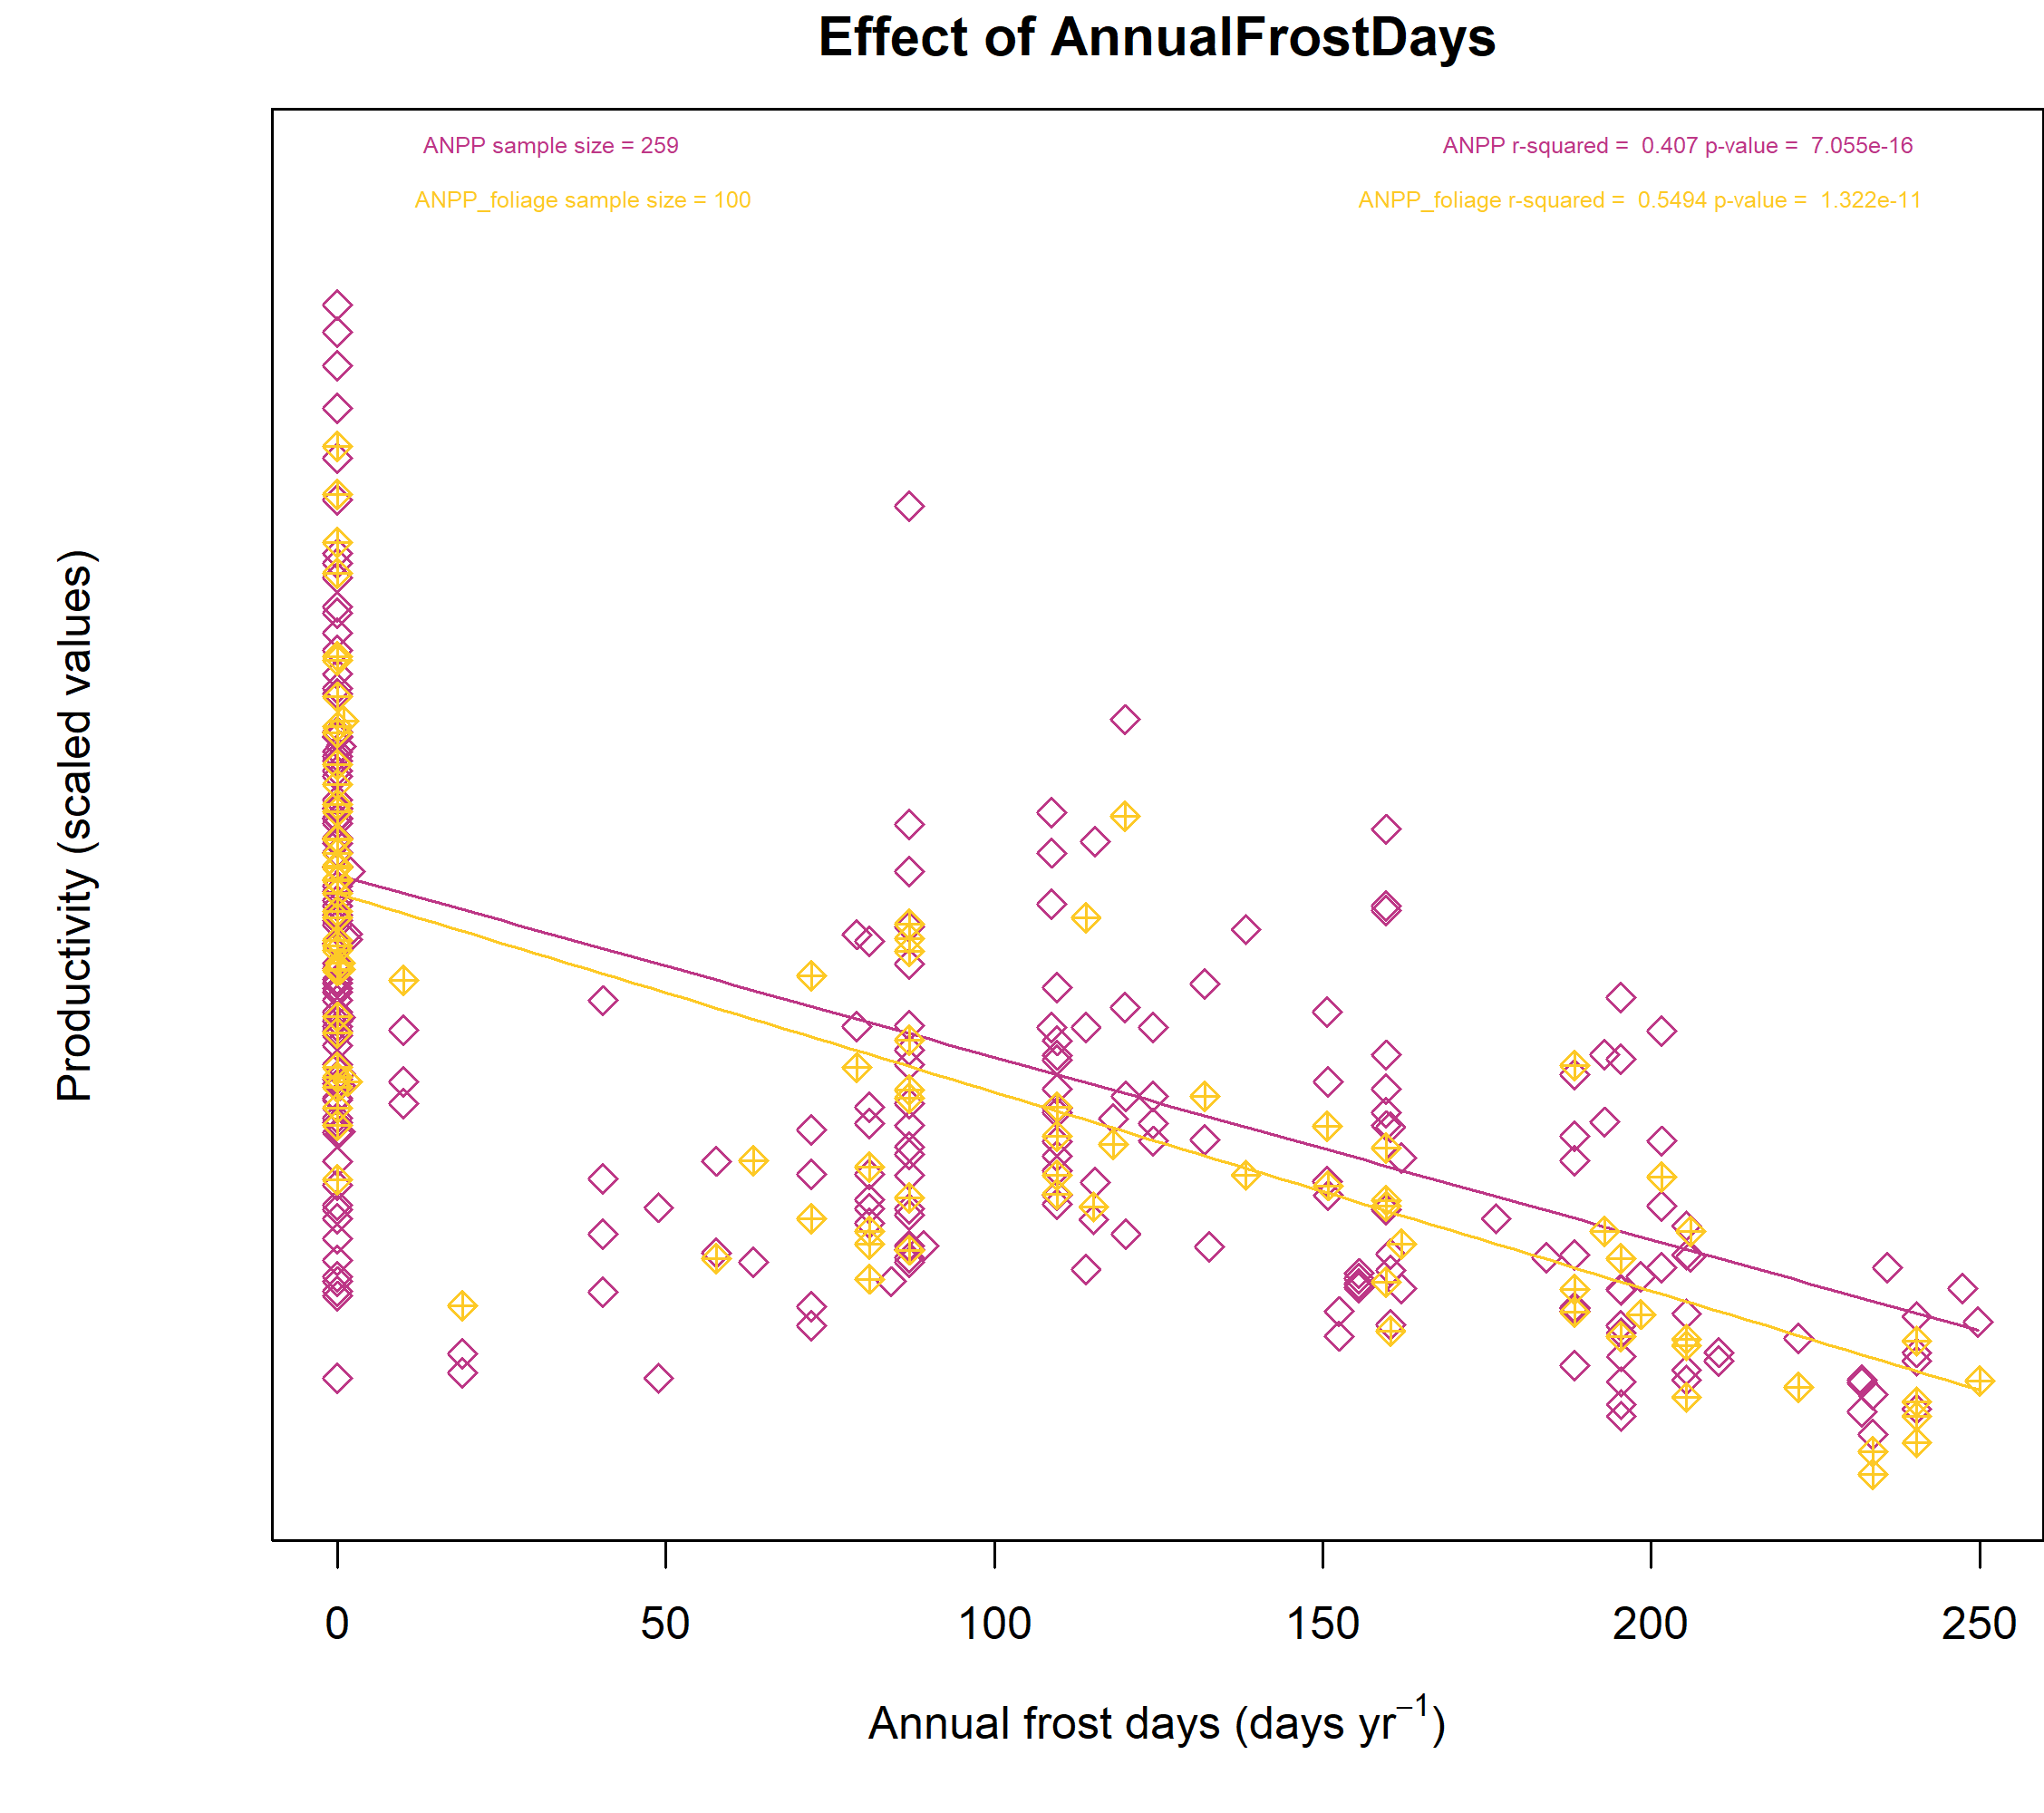 Effect of AnnualFrostDays
ANPP sample size = 259
ANPP r-squared =  0.407 p-value =  7.055e-16
ANPP_foliage sample size = 100
ANPP_foliage r-squared =  0.5494 p-value =  1.322e-11
Productivity (scaled values)
0 50 100 150 200 250
Annual frost days (days yr⁻¹)